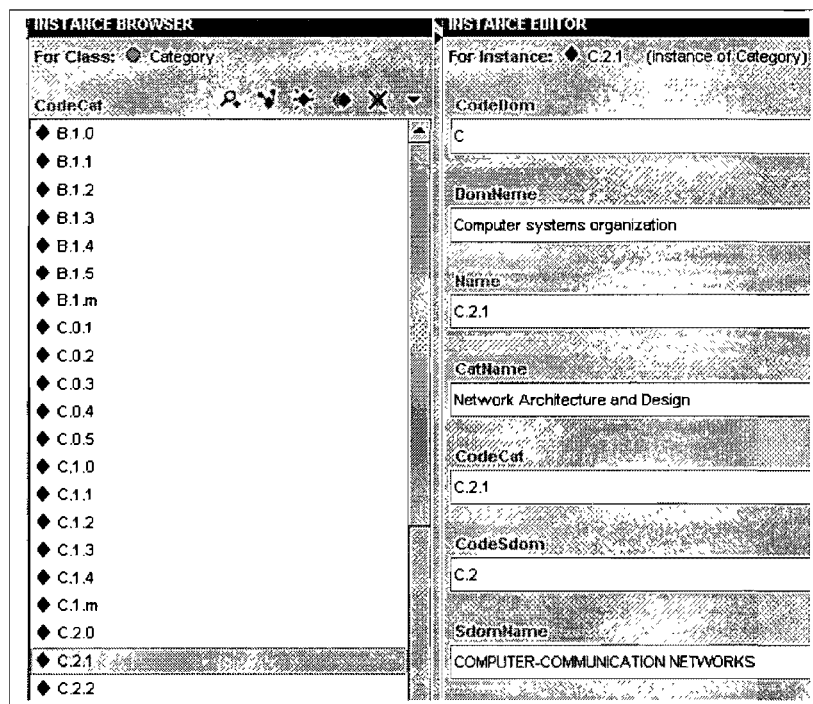 INSTANCE BROWSER
For Class: Category
CodeCat
B.1.0
B.1.1
B.1.2
B.1.3
B.1.4
B.1.5
B.1.m
C.0.1
C.0.2
C.0.3
C.0.4
C.0.5
C.1.0
C.1.1
C.1.2
C.1.3
C.1.4
C.1.m
C.2.0
C.2.1
C.2.2
INSTANCE EDITOR
For Instance: C.2.1 (instance of Category)
CodeDom
C
DomName
Computer systems organization
Name
C.2.1
CatName
Network Architecture and Design
CodeCat
C.2.1
CodeSdom
C.2
SdomName
COMPUTER-COMMUNICATION NETWORKS